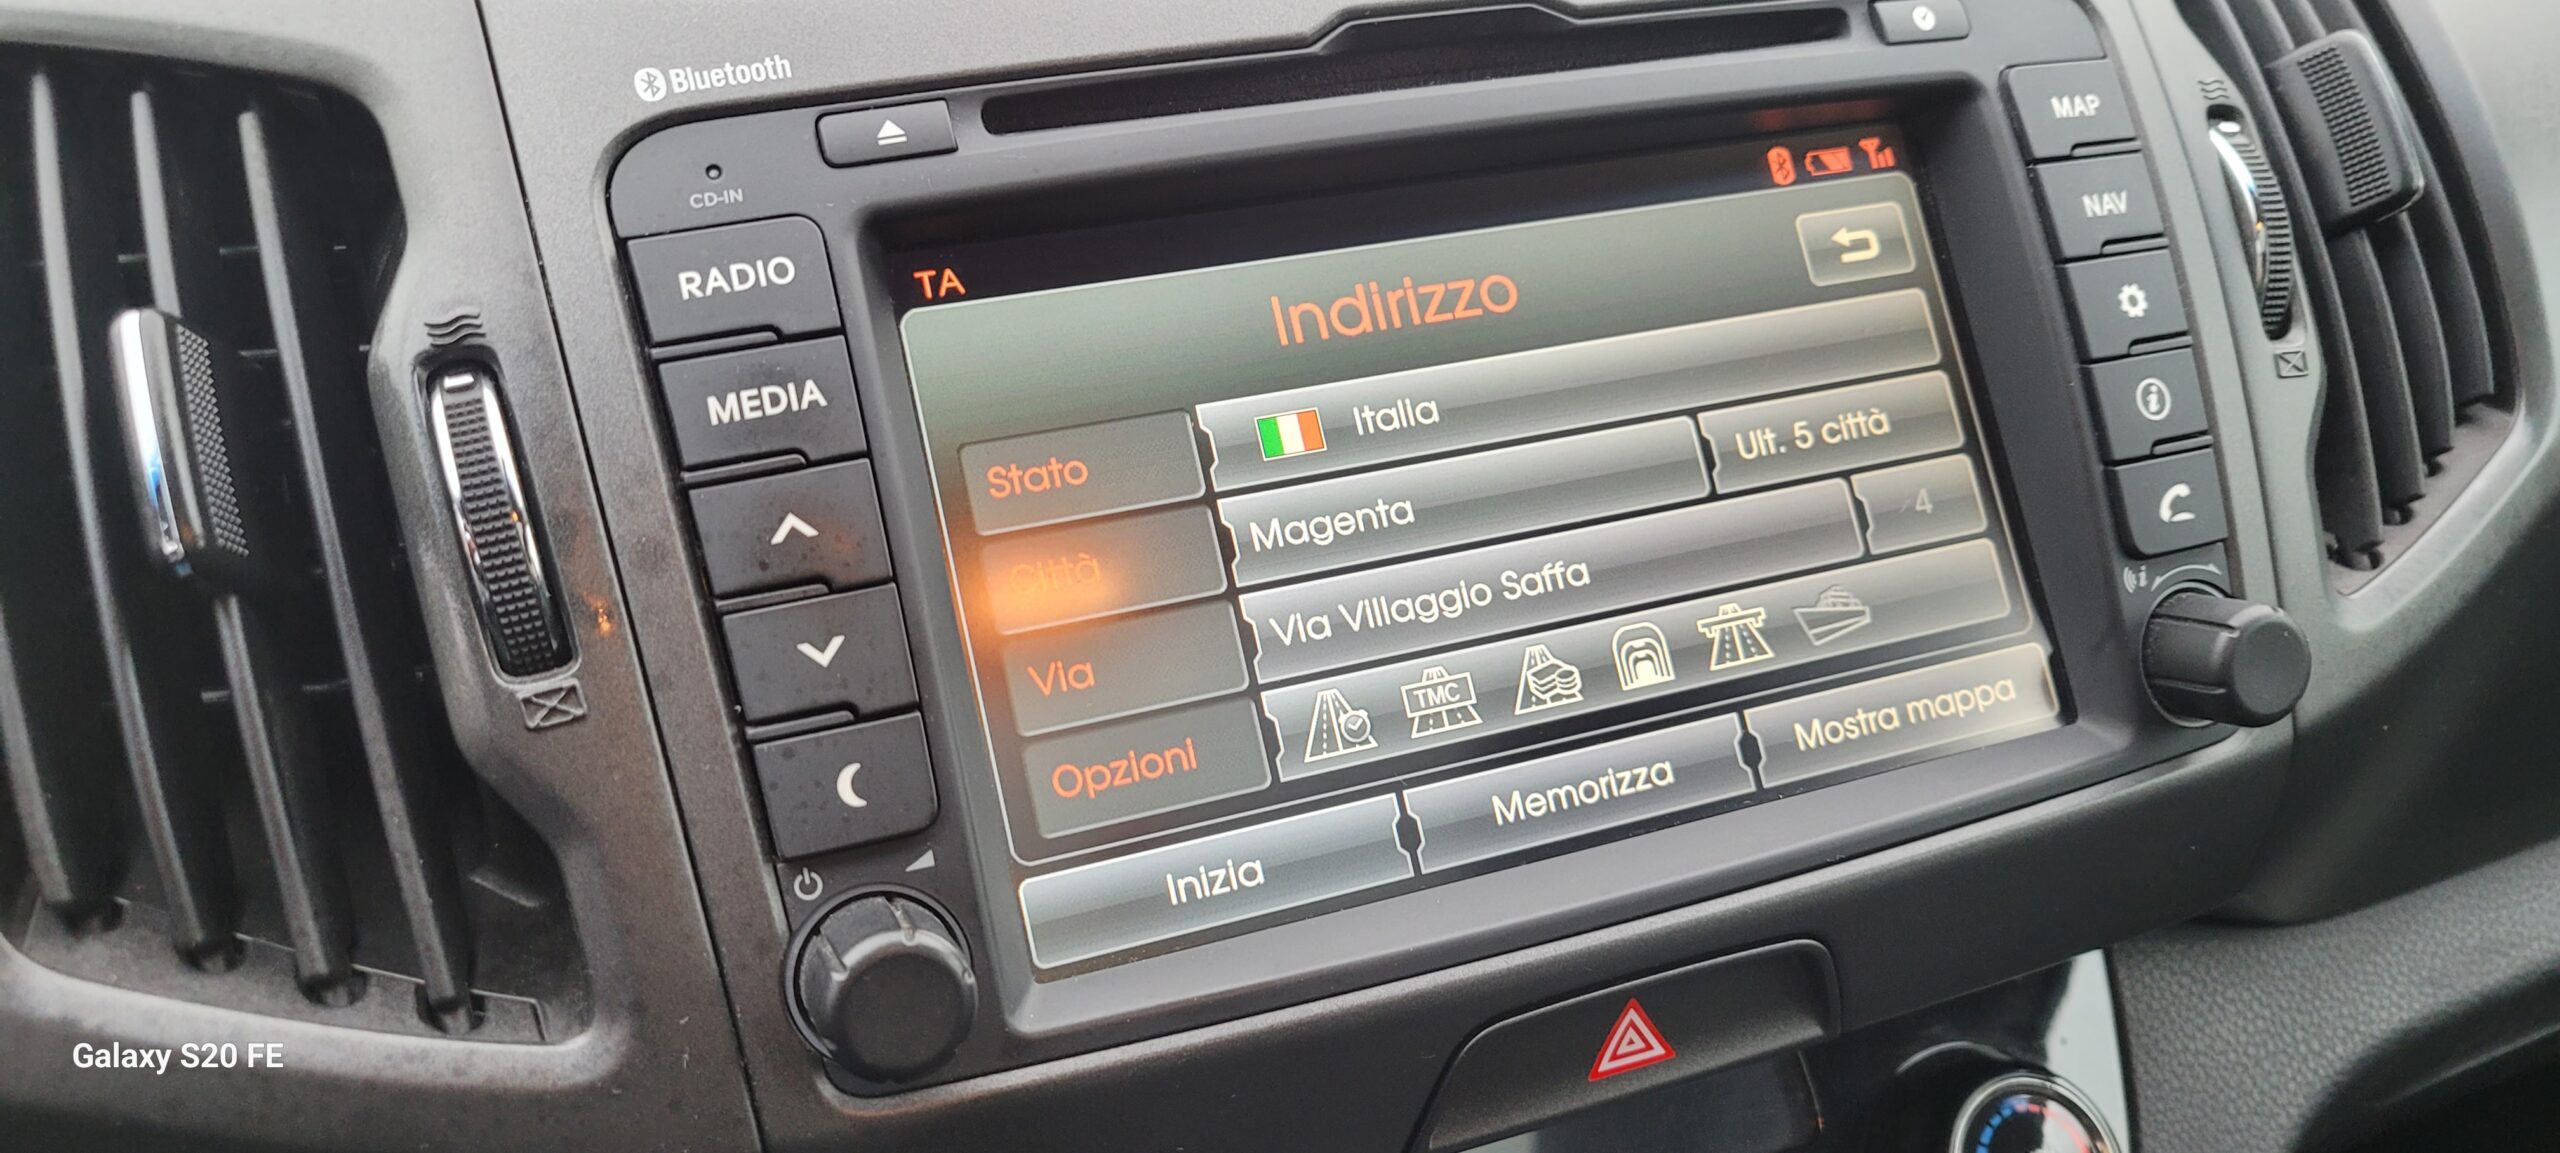 Bluetooth
CD-IN
RADIO
MEDIA
MAP
NAV
TA
Indirizzo
Stato
Italia
Città
Magenta
Ult. 5 città
Via
Via Villaggio Saffa
4
Opzioni
TMC
Inizia
Memorizza
Mostra mappa
Galaxy S20 FE